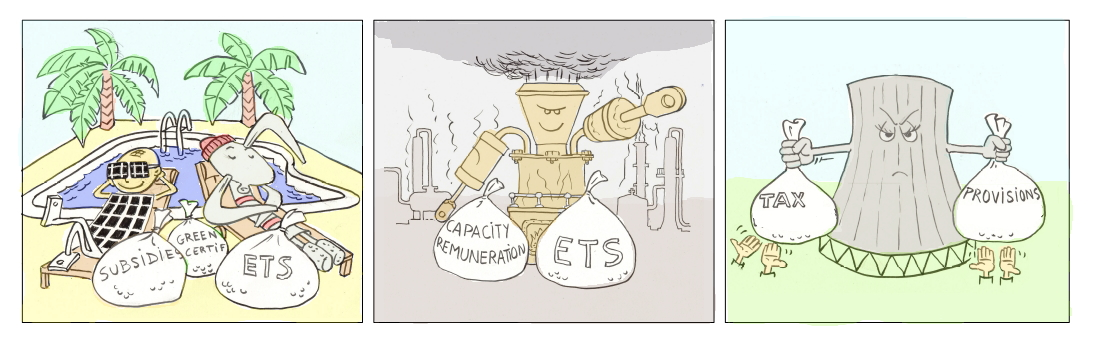 SUBSIDIES
GREEN
CERTIF
ETS
CAPACITY
REMUNERATION
ETS
TAX
PROVISIONS